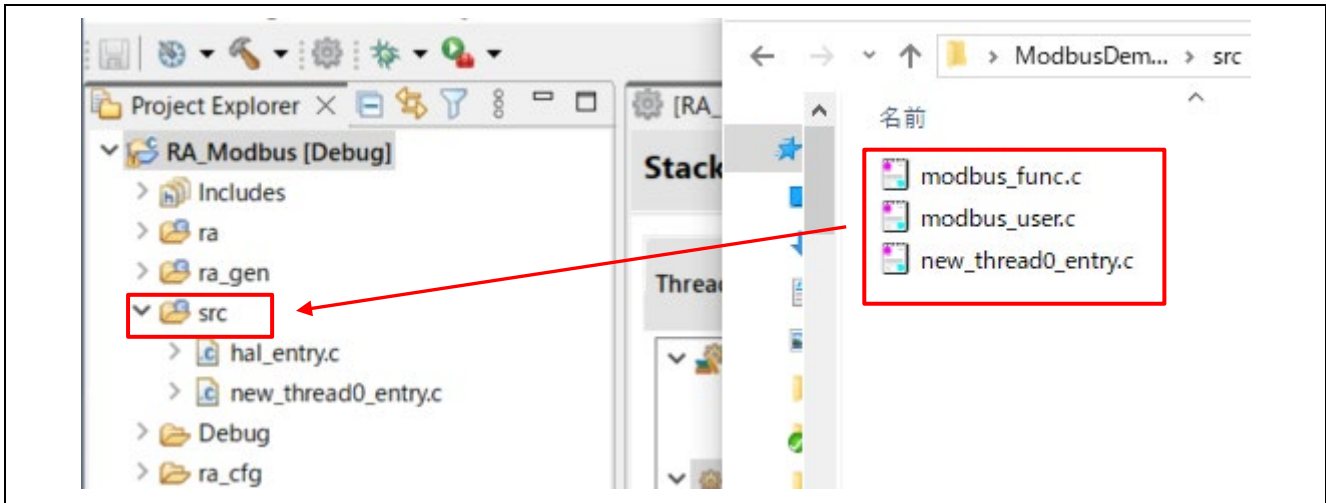 Project Explorer
RA_Modbus [Debug]
Includes
ra
ra_gen
src
hal_entry.c
new_thread0_entry.c
Debug
ra_cfg
[RA_
Stack
Threa
ModbusDem... > src
名前
modbus_func.c
modbus_user.c
new_thread0_entry.c